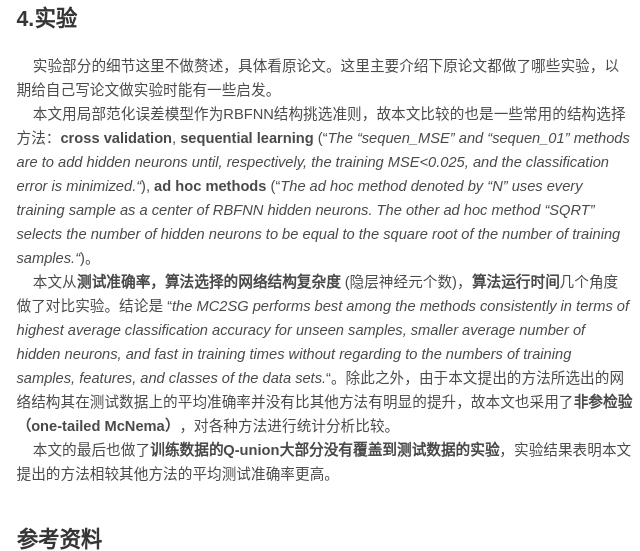 4.实验
实验部分的细节这里不做赘述，具体看原论文。这里主要介绍下原论文都做了哪些实验，以
期给自己写论文做实验时能有一些启发。
本文用局部范化误差模型作为RBFNN结构挑选准则，故本文比较的也是一些常用的结构选择
方法：cross validation, sequential learning (“The “sequen_MSE” and “sequen_01” methods
are to add hidden neurons until, respectively, the training MSE<0.025, and the classification
error is minimized.“), ad hoc methods (“The ad hoc method denoted by “N” uses every
training sample as a center of RBFNN hidden neurons. The other ad hoc method “SQRT”
selects the number of hidden neurons to be equal to the square root of the number of training
samples.“)。
本文从测试准确率，算法选择的网络结构复杂度 (隐层神经元个数)，算法运行时间几个角度
做了对比实验。结论是 “the MC2SG performs best among the methods consistently in terms of
highest average classification accuracy for unseen samples, smaller average number of
hidden neurons, and fast in training times without regarding to the numbers of training
samples, features, and classes of the data sets.“。除此之外，由于本文提出的方法所选出的网
络结构其在测试数据上的平均准确率并没有比其他方法有明显的提升，故本文也采用了非参检验
（one-tailed McNema），对各种方法进行统计分析比较。
本文的最后也做了训练数据的Q-union大部分没有覆盖到测试数据的实验，实验结果表明本文
提出的方法相较其他方法的平均测试准确率更高。
参考资料